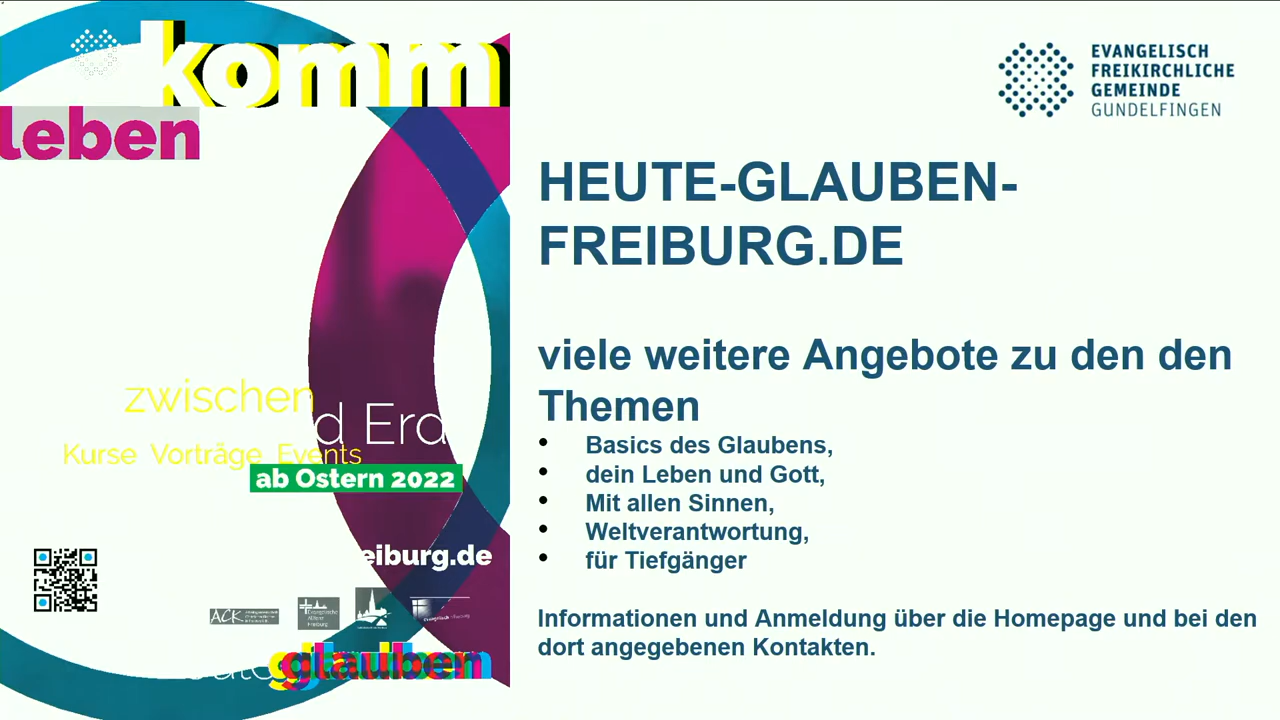 komm
leben
zwischen
d Erd
Kurse Vorträge Events
ab Ostern 2022
eiburg.de
ACK
glauben
EVANGELISCH
FREIKIRCHLICHE
GEMEINDE
GUNDELFINGEN
HEUTE-GLAUBEN-
FREIBURG.DE
viele weitere Angebote zu den den
Themen
• Basics des Glaubens,
• dein Leben und Gott,
• Mit allen Sinnen,
• Weltverantwortung,
• für Tiefgänger
Informationen und Anmeldung über die Homepage und bei den
dort angegebenen Kontakten.